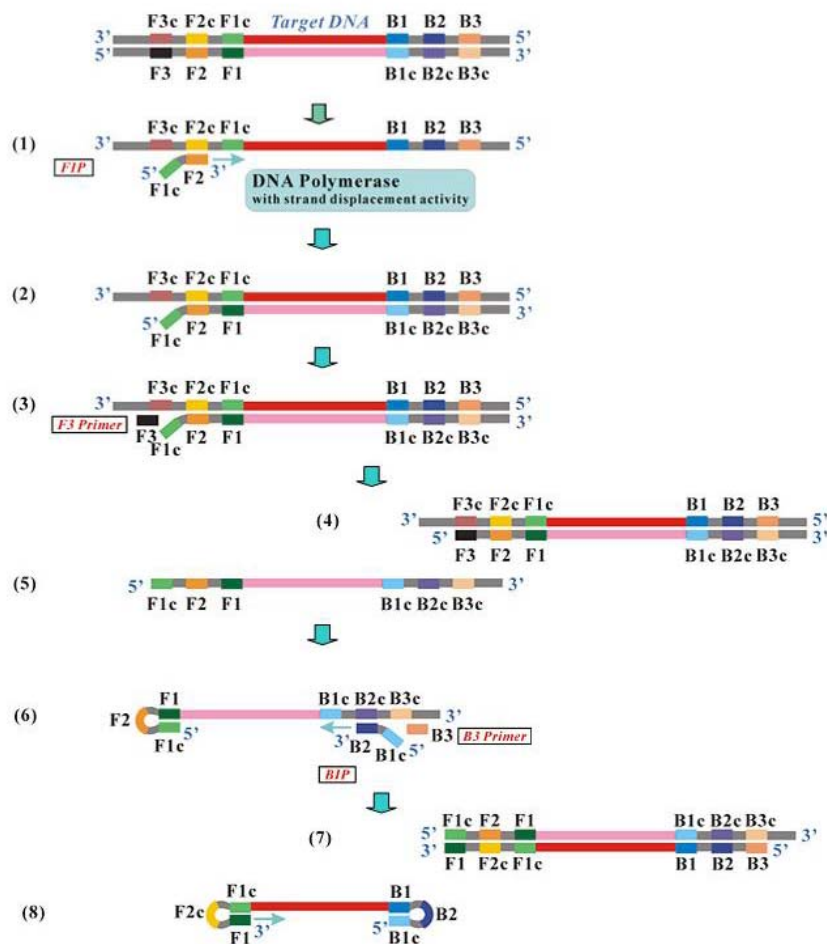 F3c F2c F1c Target DNA B1 B2 B3
3’ 5’
5’ 3’
F3 F2 F1 B1c B2c B3c
F3c F2c F1c B1 B2 B3
(1) 3’ 5’
FIP 5’ F2 3’
F1c
DNA Polymerase
with strand displacement activity
F3c F2c F1c B1 B2 B3
(2) 3’ 5’
5’ 3’
F1c F2 F1 B1c B2c B3c
F3c F2c F1c B1 B2 B3
(3) 3’ 5’
F3 Primer 3’
F3 F1c F2 F1 B1c B2c B3c
F3c F2c F1c B1 B2 B3
(4) 3’ 5’
5’ 3’
F3 F2 F1 B1c B2c B3c
(5) 5’ 3’
F1c F2 F1 B1c B2c B3c
F1 B1c B2c B3c
(6) F2 3’
5’ 3’ B2 B1c 5’ B3 B3 Primer
F1c
BIP
F1c F2 F1 B1c B2c B3c
(7) 5’ 3’
3’ 5’
F1 F2c F1c B1 B2 B3
F1c B1
(8) F2c B2
F1 3’ 5’ B1c